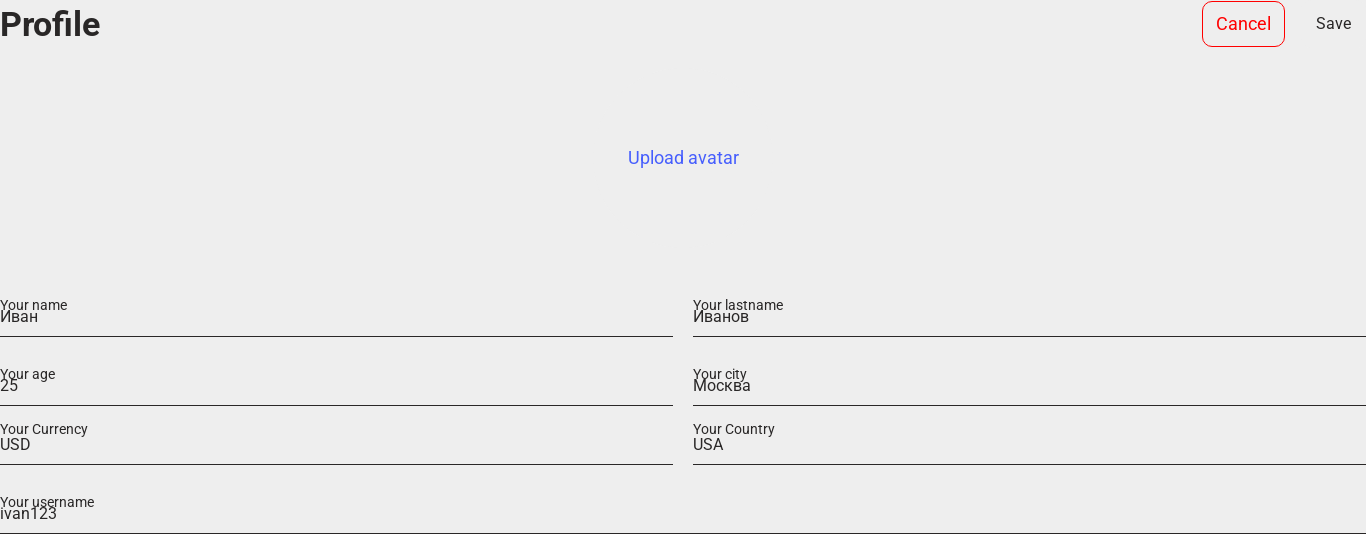 Profile
Cancel
Save
Upload avatar
Your name
Иван
Your lastname
Иванов
Your age
25
Your city
Москва
Your Currency
USD
Your Country
USA
Your username
ivan123